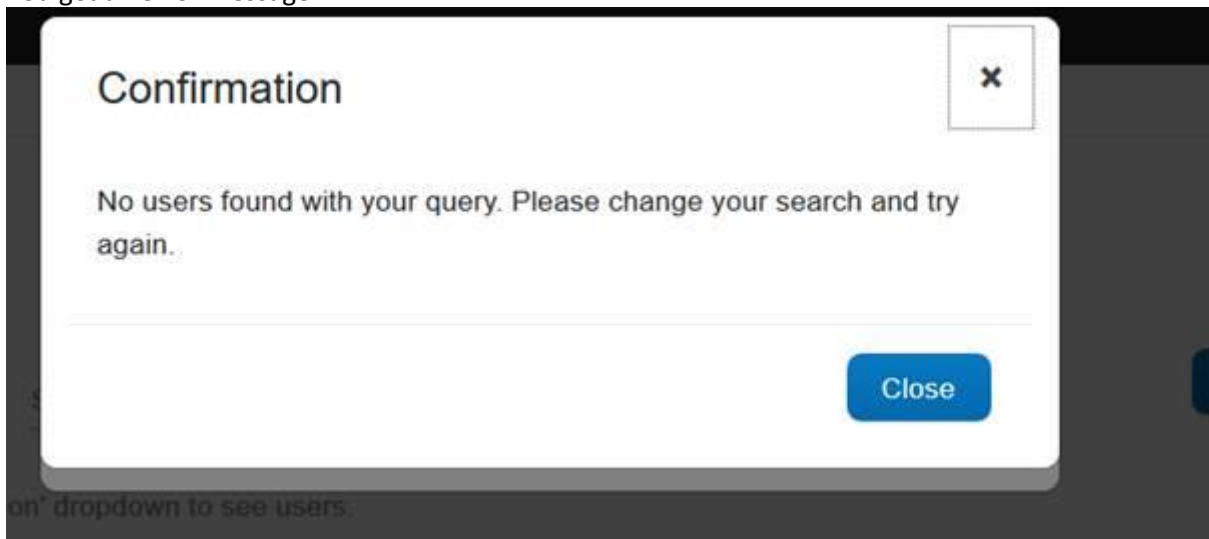 Confirmation
No users found with your query. Please change your search and try
again.
Close
on' dropdown to see users.